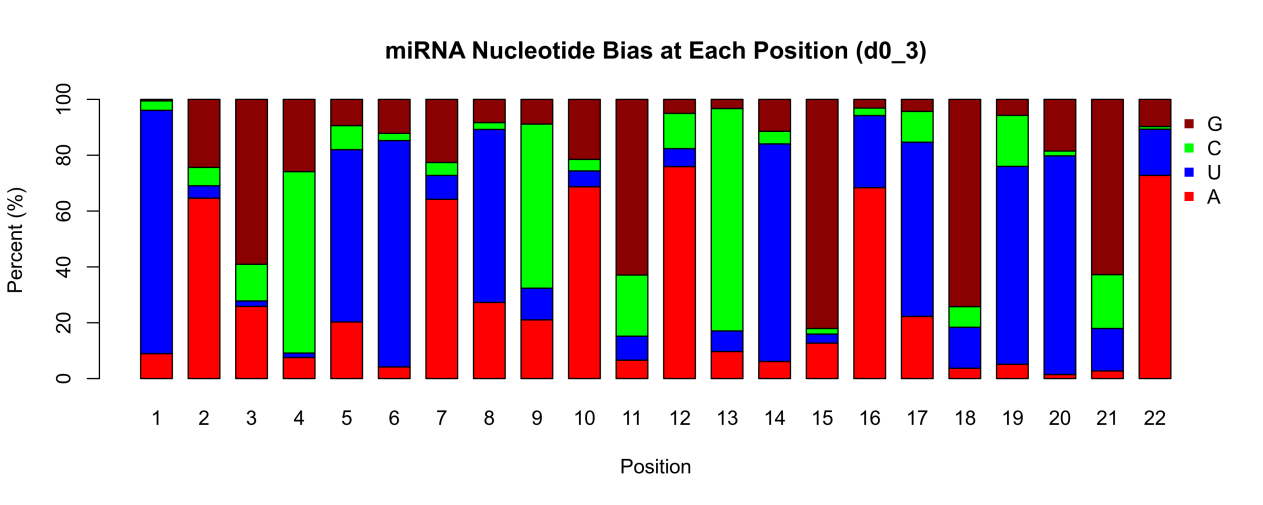 miRNA Nucleotide Bias at Each Position (d0_3)
Percent (%)
100
80
60
40
20
0
G
C
U
A
1 2 3 4 5 6 7 8 9 10 11 12 13 14 15 16 17 18 19 20 21 22
Position